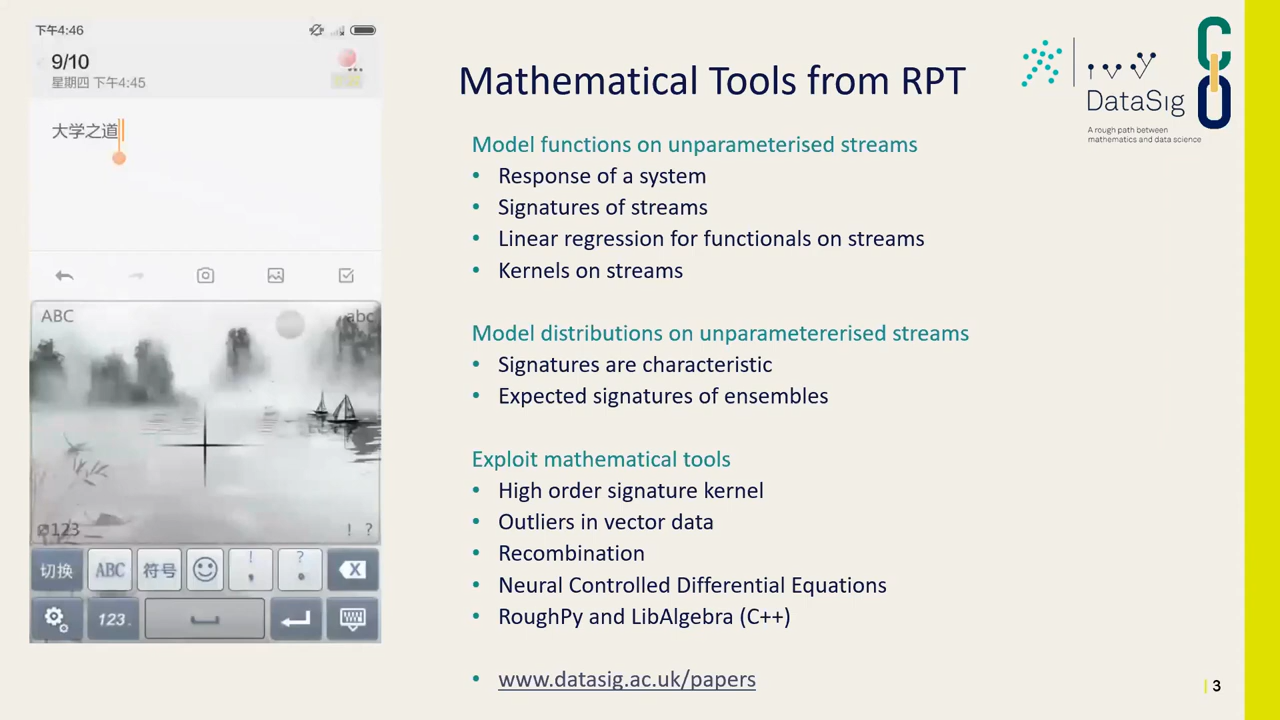 下午4:46
9/10
星期四 下午4:45
大学之道
ABC
abc
123
! ?
切换 ABC 符号 ! , ? 。
123 .
Mathematical Tools from RPT
DataSıg
A rough path between
mathematics and data science
Model functions on unparameterised streams
• Response of a system
• Signatures of streams
• Linear regression for functionals on streams
• Kernels on streams
Model distributions on unparametererised streams
• Signatures are characteristic
• Expected signatures of ensembles
Exploit mathematical tools
• High order signature kernel
• Outliers in vector data
• Recombination
• Neural Controlled Differential Equations
• RoughPy and LibAlgebra (C++)
• www.datasig.ac.uk/papers
3